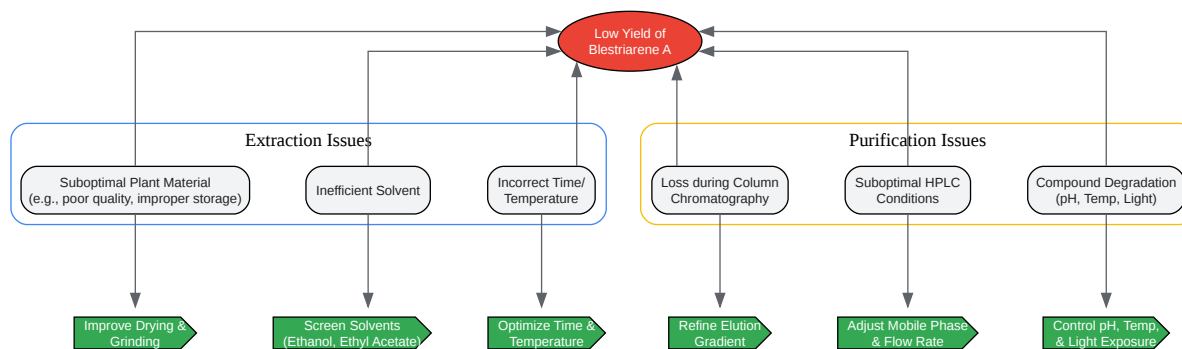 Low Yield of
Blestriarene A
Extraction Issues
Purification Issues
Suboptimal Plant Material
(e.g., poor quality, improper storage)
Inefficient Solvent
Incorrect Time/
Temperature
Loss during Column
Chromatography
Suboptimal HPLC
Conditions
Compound Degradation
(pH, Temp, Light)
Improve Drying &
Grinding
Screen Solvents
(Ethanol, Ethyl Acetate)
Optimize Time &
Temperature
Refine Elution
Gradient
Adjust Mobile Phase
& Flow Rate
Control pH, Temp,
& Light Exposure